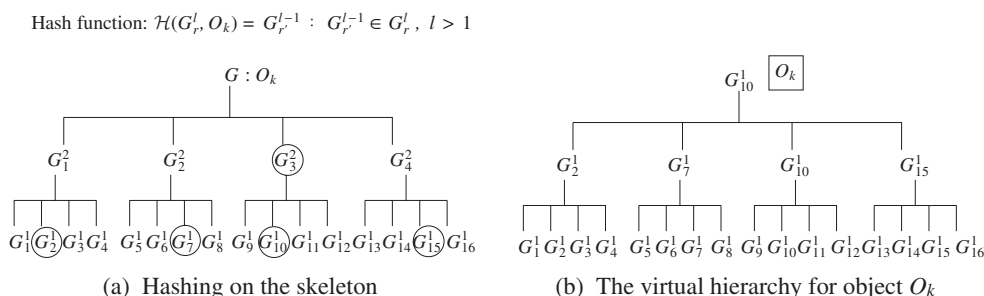 Hash function: ℋ(G_r^l, O_k) = G_{r'}^{l-1} : G_{r'}^{l-1} ∈ G_r^l , l > 1
G : O_k
G_1^2 G_2^2 G_3^2 G_4^2
G_1^1 G_2^1 G_3^1 G_4^1 G_5^1 G_6^1 G_7^1 G_8^1 G_9^1 G_10^1 G_11^1 G_12^1 G_13^1 G_14^1 G_15^1 G_16^1
(a) Hashing on the skeleton
G_10^1 O_k
G_2^1 G_7^1 G_10^1 G_15^1
G_1^1 G_2^1 G_3^1 G_4^1 G_5^1 G_6^1 G_7^1 G_8^1 G_9^1 G_10^1 G_11^1 G_12^1 G_13^1 G_14^1 G_15^1 G_16^1
(b) The virtual hierarchy for object O_k